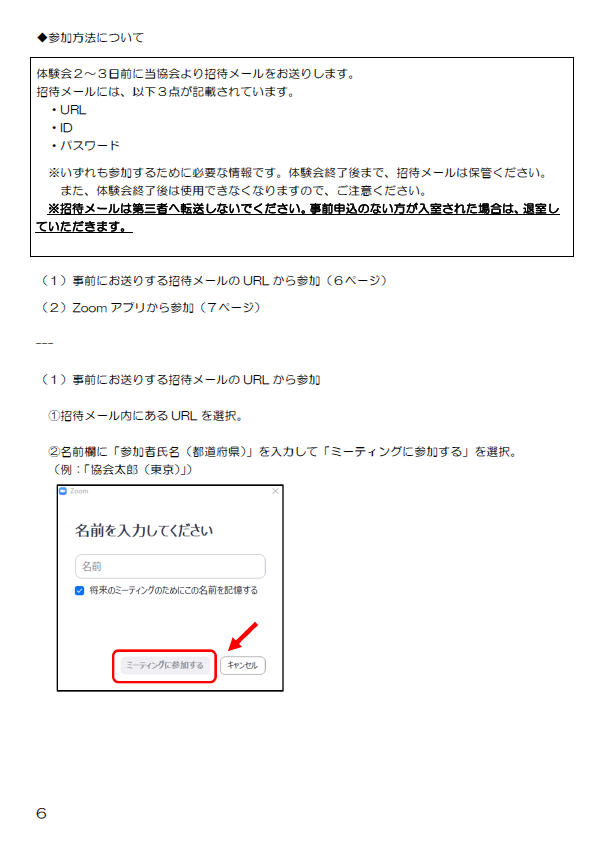 ◆参加方法について
体験会２～３日前に当協会より招待メールをお送りします。
招待メールには、以下３点が記載されています。
・URL
・ID
・パスワード
※いずれも参加するために必要な情報です。体験会終了後まで、招待メールは保管ください。
また、体験会終了後は使用できなくなりますので、ご注意ください。
※招待メールは第三者へ転送しないでください。事前申込のない方が入室された場合は、退室し
ていただきます。
（１）事前にお送りする招待メールの URL から参加（６ページ）
（２）Zoom アプリから参加（７ページ）
---
（１）事前にお送りする招待メールの URL から参加
①招待メール内にある URL を選択。
②名前欄に「参加者氏名（都道府県）」を入力して「ミーティングに参加する」を選択。
（例：「協会太郎（東京）」）
Zoom
名前を入力してください
名前
将来のミーティングのためにこの名前を記憶する
ミーティングに参加する キャンセル
6